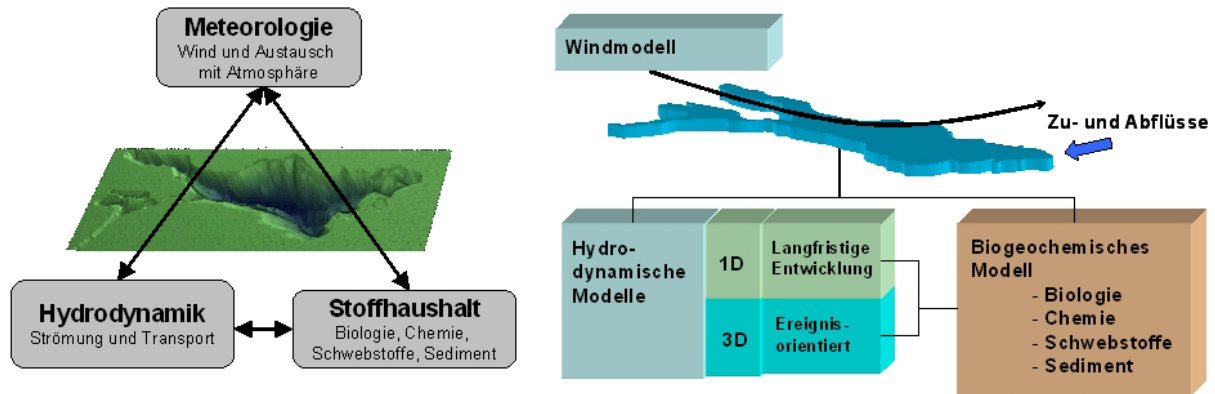 Meteorologie
Wind und Austausch
mit Atmosphäre
Hydrodynamik
Strömung und Transport
Stoffhaushalt
Biologie, Chemie,
Schwebstoffe, Sediment
Windmodell
Zu- und Abflüsse
Hydro-
dynamische
Modelle
1D
Langfristige
Entwicklung
3D
Ereignis-
orientiert
Biogeochemisches
Modell
- Biologie
- Chemie
- Schwebstoffe
- Sediment